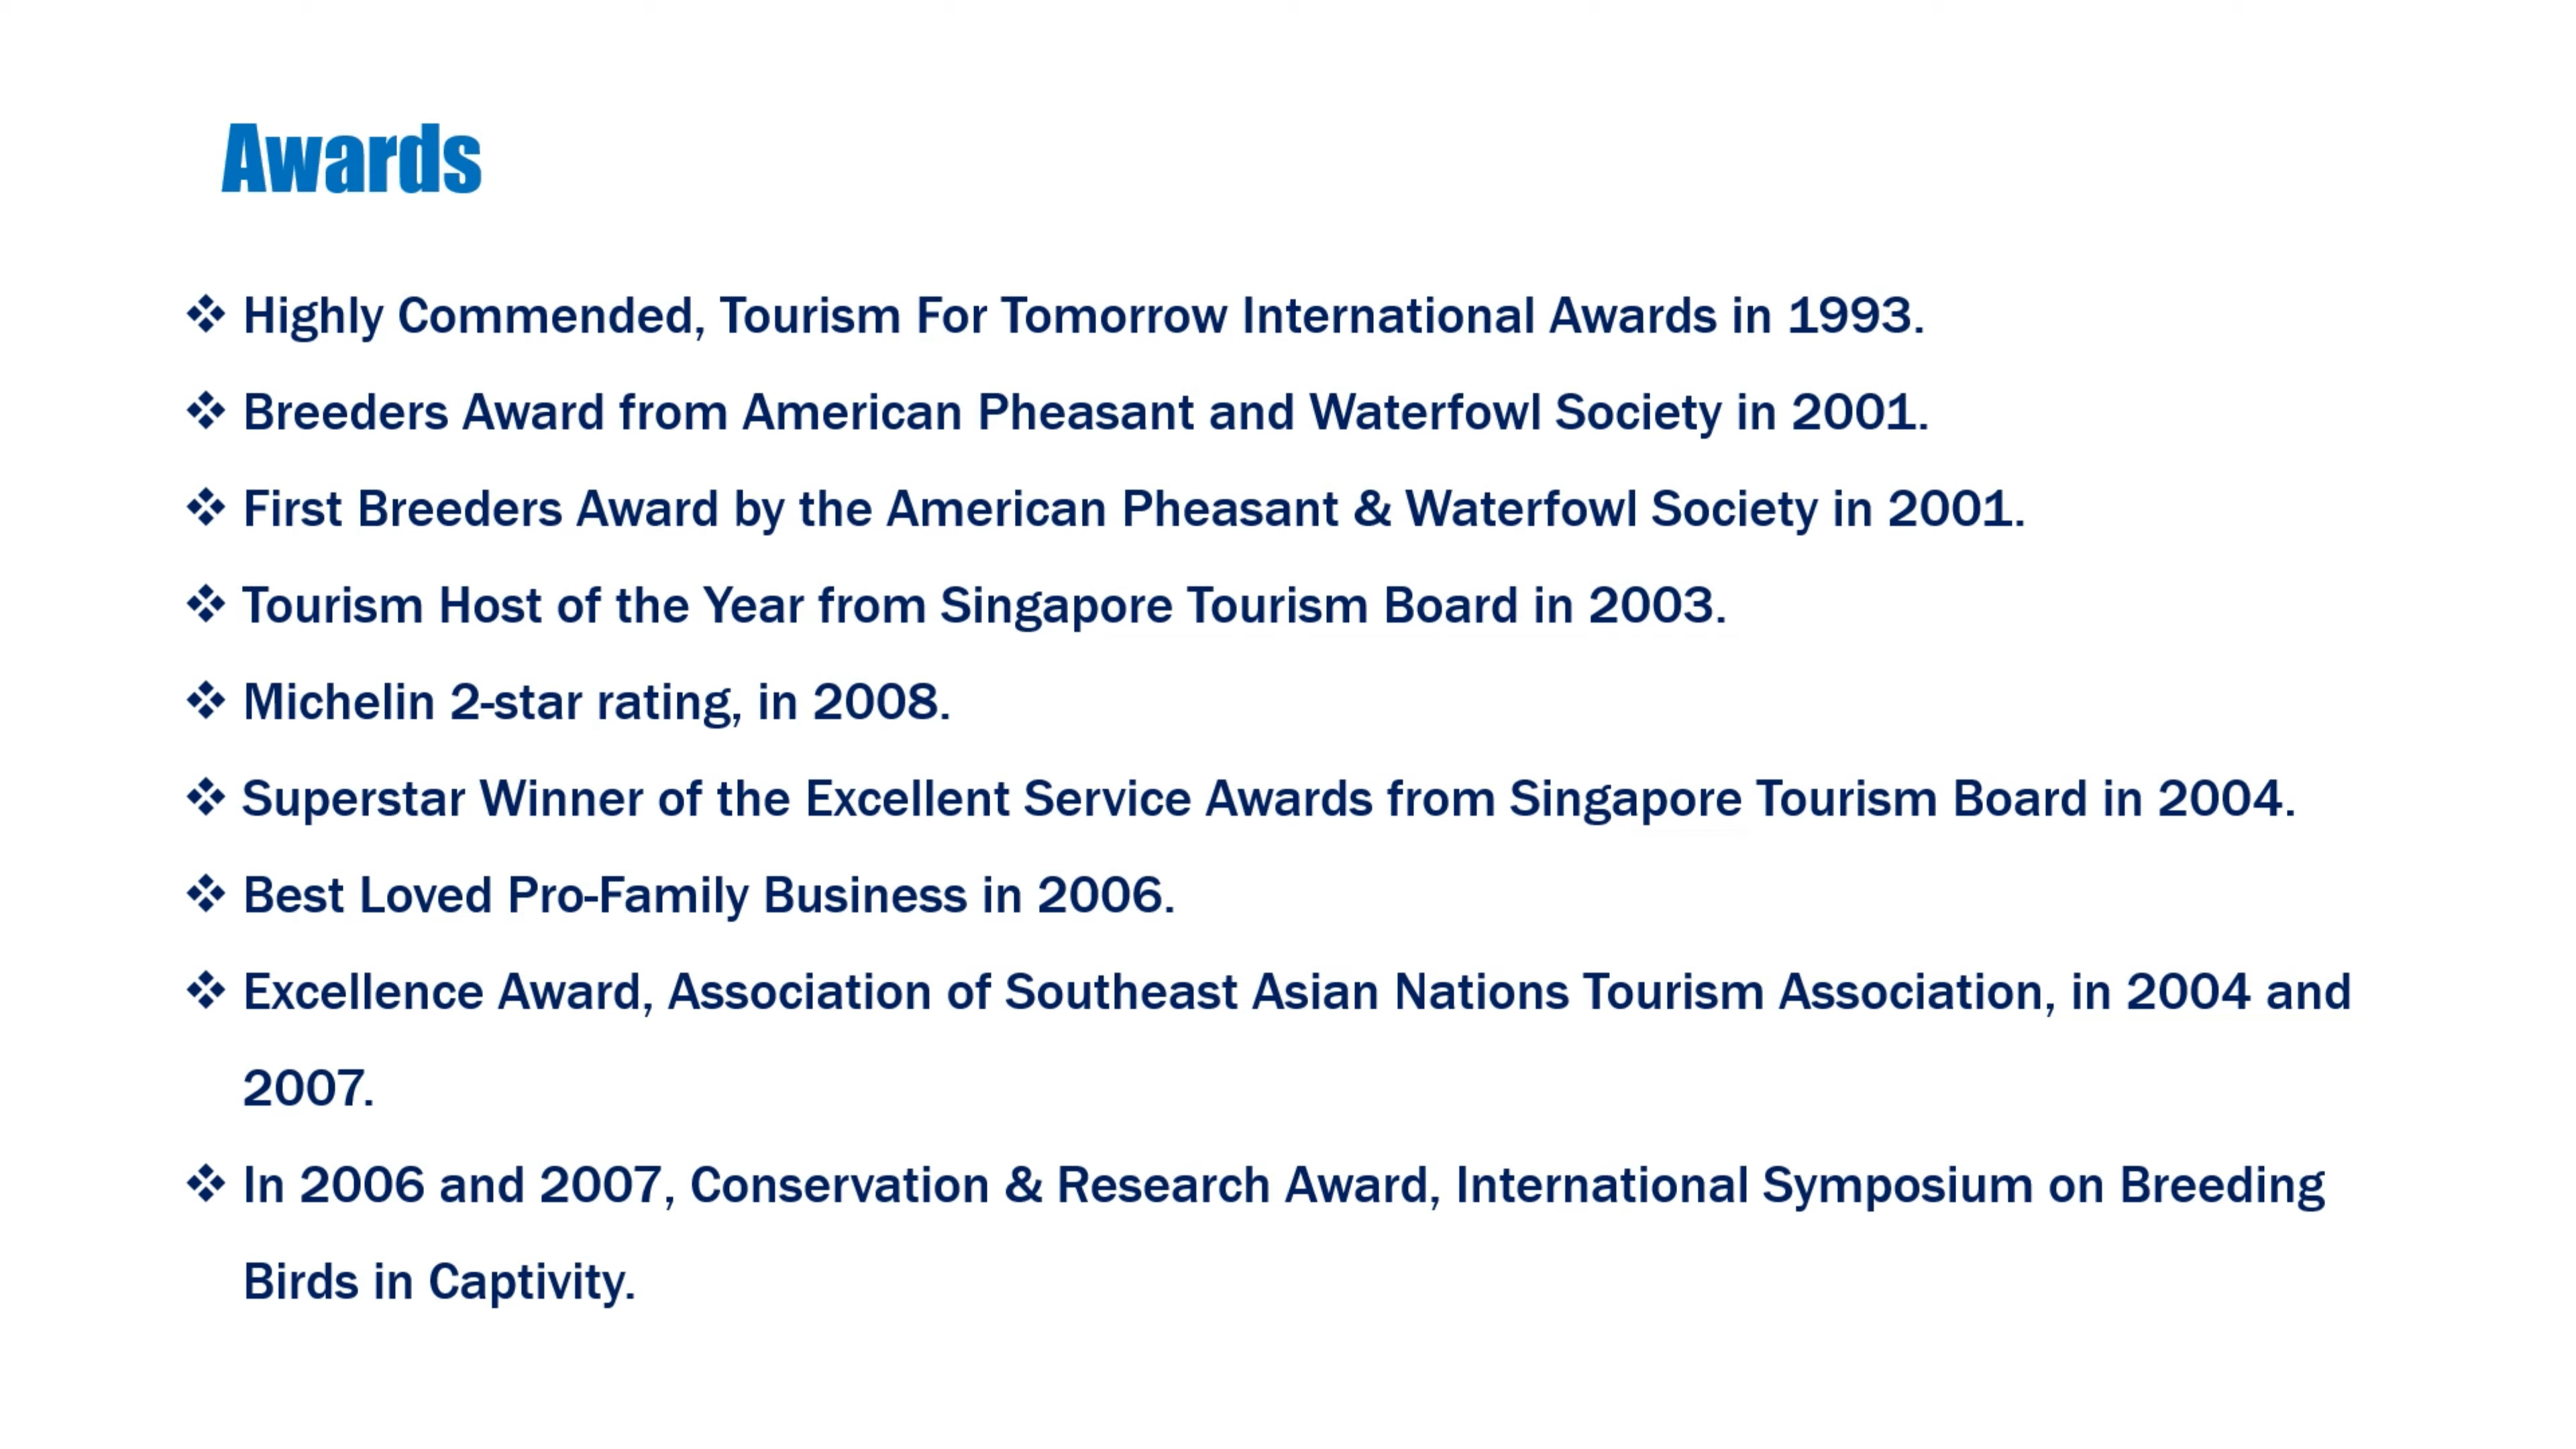 Awards
❖ Highly Commended, Tourism For Tomorrow International Awards in 1993.
❖ Breeders Award from American Pheasant and Waterfowl Society in 2001.
❖ First Breeders Award by the American Pheasant & Waterfowl Society in 2001.
❖ Tourism Host of the Year from Singapore Tourism Board in 2003.
❖ Michelin 2-star rating, in 2008.
❖ Superstar Winner of the Excellent Service Awards from Singapore Tourism Board in 2004.
❖ Best Loved Pro-Family Business in 2006.
❖ Excellence Award, Association of Southeast Asian Nations Tourism Association, in 2004 and
2007.
❖ In 2006 and 2007, Conservation & Research Award, International Symposium on Breeding
Birds in Captivity.